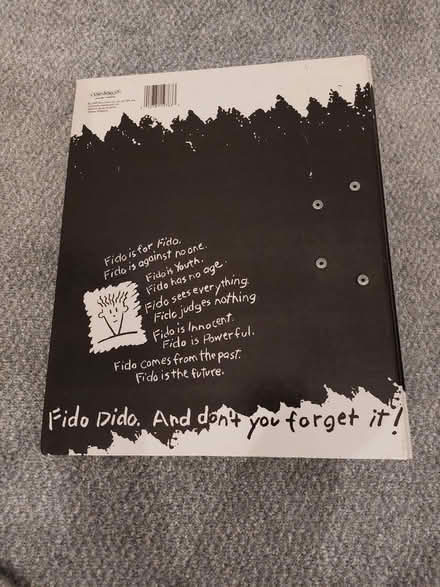 Fido is for Fido.
Fido is against no one.
Fido is Youth.
Fido has no age.
Fido sees everything.
Fido judges nothing
Fido is Innocent.
Fido is Powerful.
Fido comes from the past.
Fido is the future.
Fido Dido. And don't you forget it!